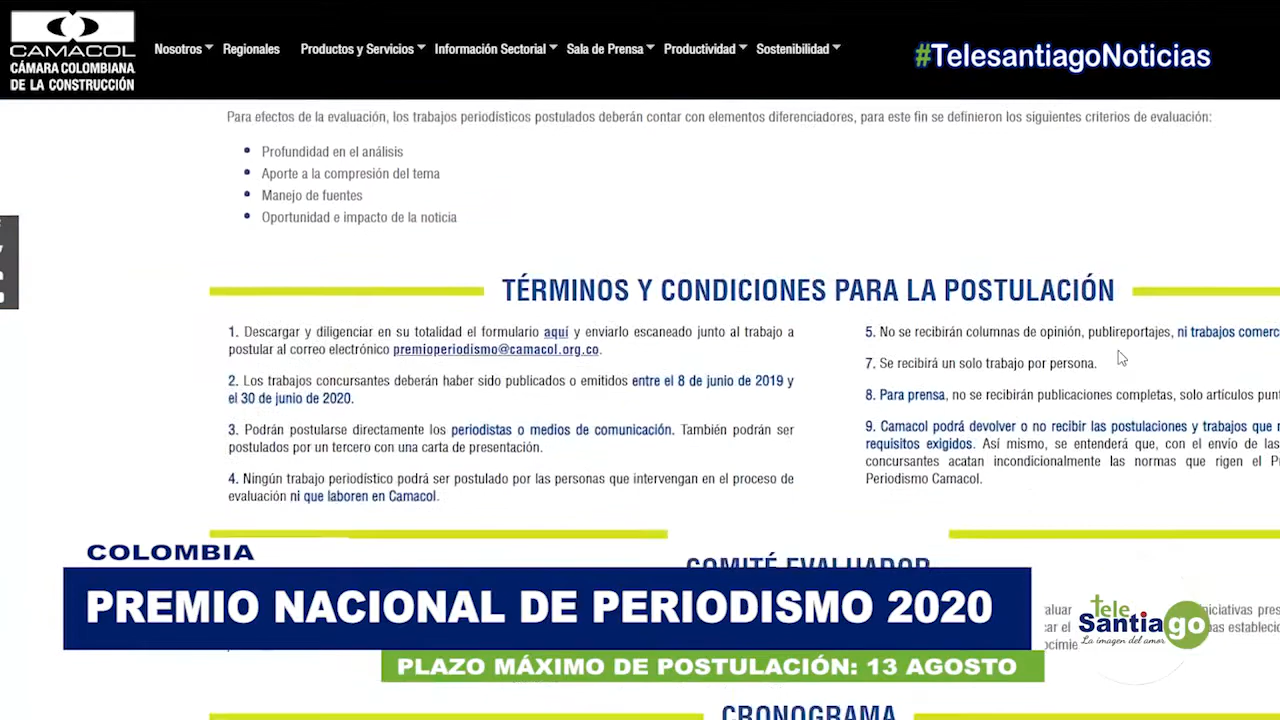 CAMACOL
CÁMARA COLOMBIANA
DE LA CONSTRUCCIÓN
Nosotros Regionales Productos y Servicios Información Sectorial Sala de Prensa Productividad Sostenibilidad
#TelesantiagoNoticias
Para efectos de la evaluación, los trabajos periodísticos postulados deberán contar con elementos diferenciadores, para este fin se definieron los siguientes criterios de evaluación:
Profundidad en el análisis
Aporte a la compresión del tema
Manejo de fuentes
Oportunidad e impacto de la noticia
TÉRMINOS Y CONDICIONES PARA LA POSTULACIÓN
1. Descargar y diligenciar en su totalidad el formulario aquí y enviarlo escaneado junto al trabajo a
postular al correo electrónico premioperiodismo@camacol.org.co.
2. Los trabajos concursantes deberán haber sido publicados o emitidos entre el 8 de junio de 2019 y
el 30 de junio de 2020.
3. Podrán postularse directamente los periodistas o medios de comunicación. También podrán ser
postulados por un tercero con una carta de presentación.
4. Ningún trabajo periodístico podrá ser postulado por las personas que intervengan en el proceso de
evaluación ni que laboren en Camacol.
5. No se recibirán columnas de opinión, publireportajes, ni trabajos comerc
7. Se recibirá un solo trabajo por persona.
8. Para prensa, no se recibirán publicaciones completas, solo artículos punt
9. Camacol podrá devolver o no recibir las postulaciones y trabajos que
requisitos exigidos. Así mismo, se entenderá que, con el envío de las
concursantes acatan incondicionalmente las normas que rigen el P
Periodismo Camacol.
COMITÉ EVALUADOR
COLOMBIA
PREMIO NACIONAL DE PERIODISMO 2020
PLAZO MÁXIMO DE POSTULACIÓN: 13 AGOSTO
tele
Santiago
La imagen del amor
CRONOGRAMA